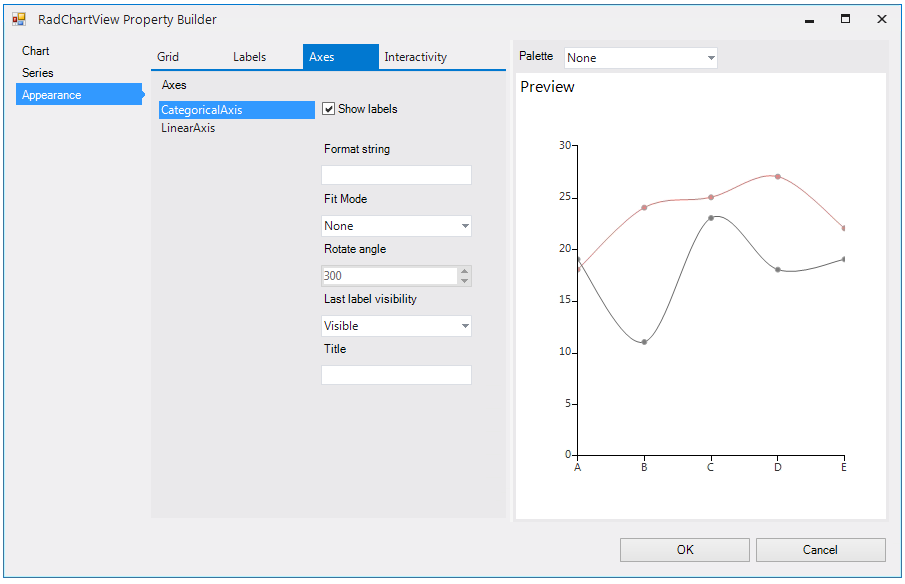 RadChartView Property Builder
Chart
Series
Appearance
Grid
Labels
Axes
Interactivity
Axes
CategoricalAxis
LinearAxis
Show labels
Format string
Fit Mode
None
Rotate angle
300
Last label visibility
Visible
Title
Palette
None
Preview
30
25
20
15
10
5
0
A B C D E
OK
Cancel